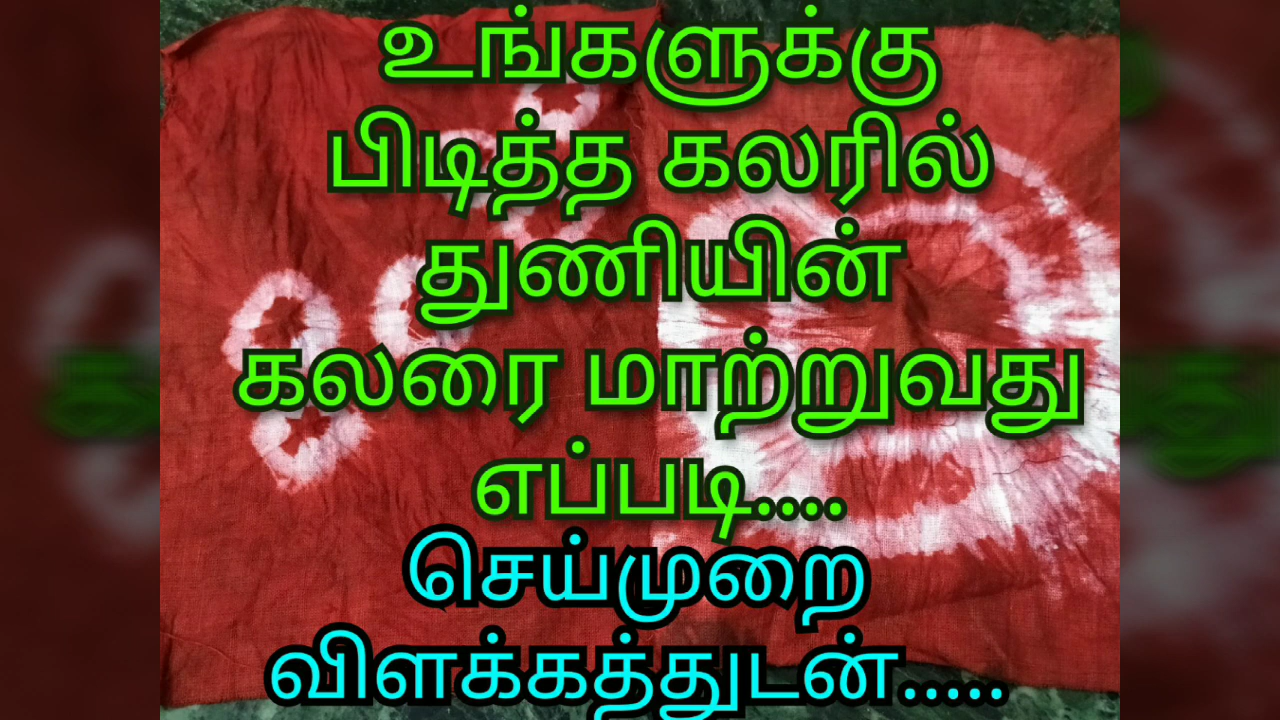 உங்களுக்கு
பிடித்த கலரில்
துணியின்
கலரை மாற்றுவது
எப்படி....
செய்முறை
விளக்கத்துடன்.....